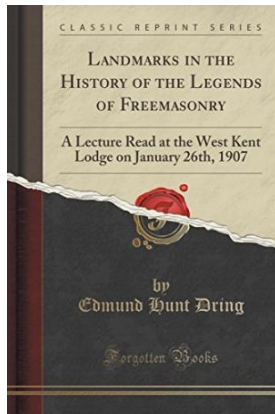 CLASSIC REPRINT SERIES
LANDMARKS IN THE
HISTORY OF THE LEGENDS
OF FREEMASONRY
A Lecture Read at the West Kent
Lodge on January 26th, 1907
F
by
Edmund Hunt Dring
Forgotten Books